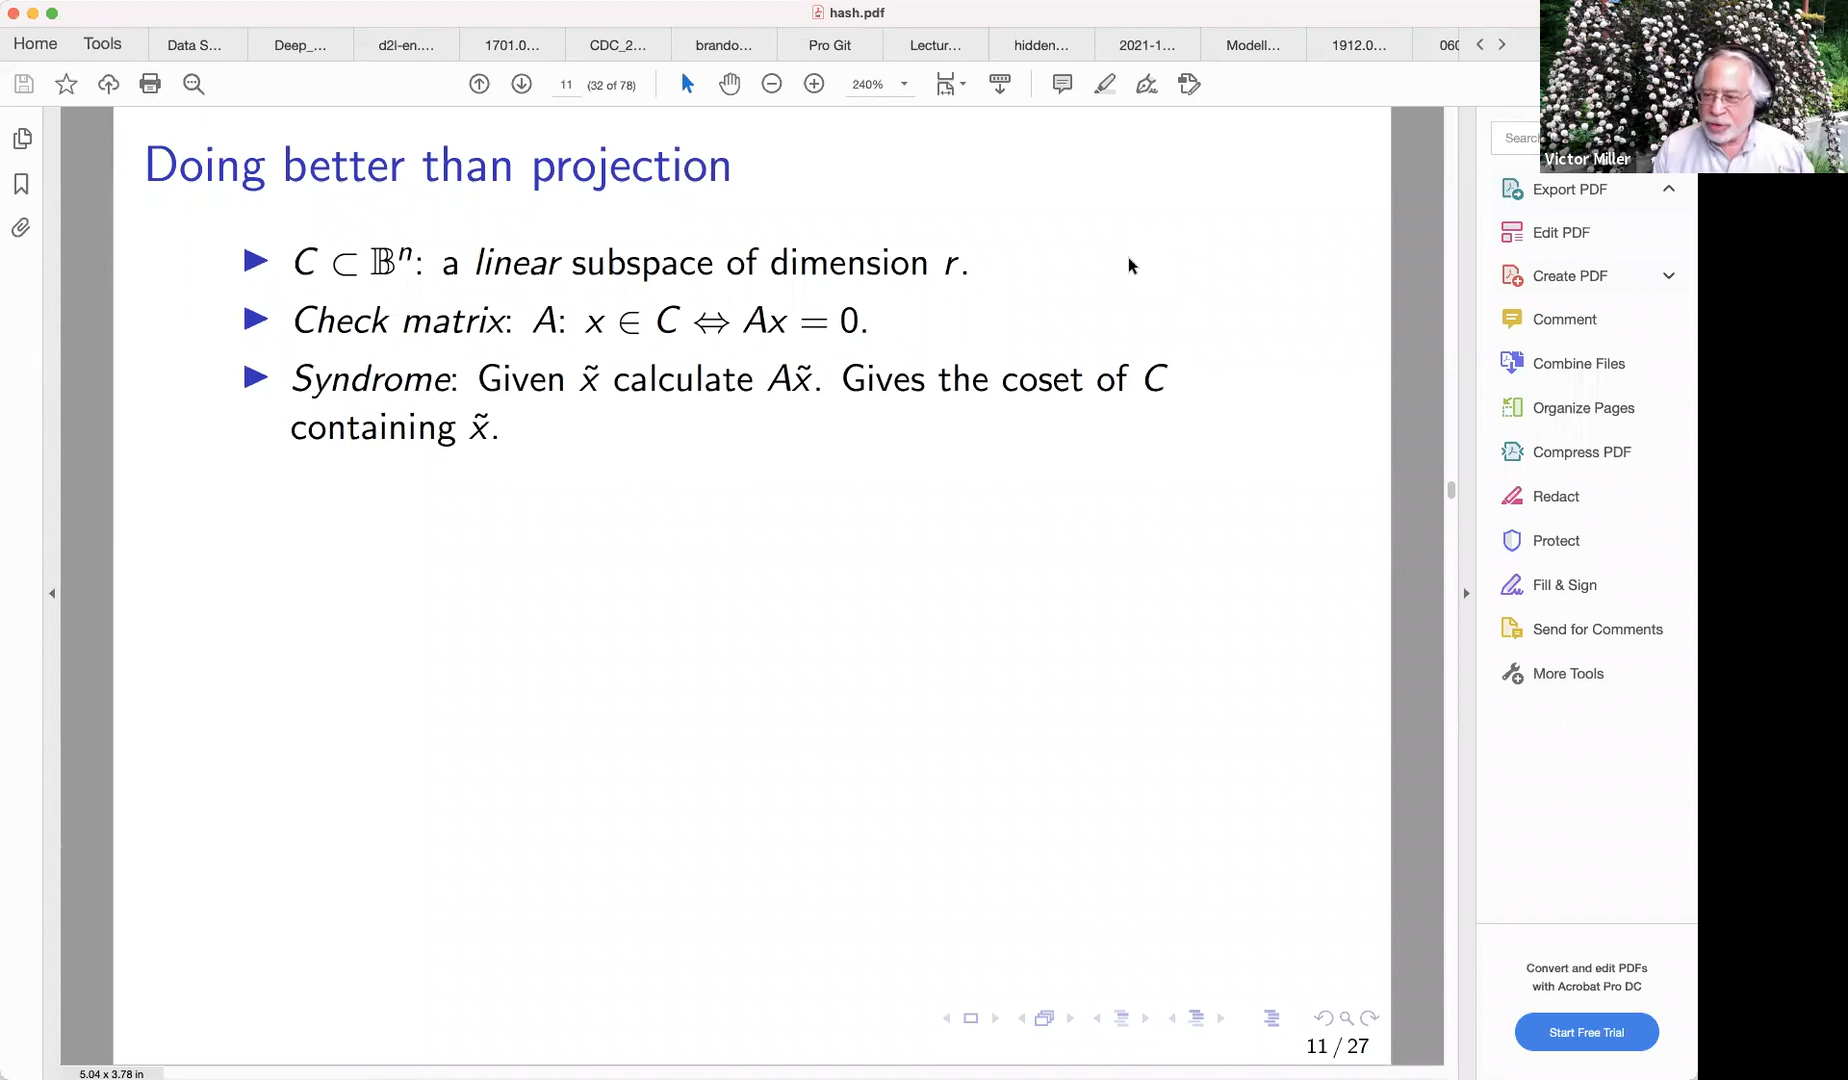 hash.pdf
Home
Tools
Data S...
Deep_...
d2l-en....
1701.0...
CDC_2...
brando...
Pro Git
Lectur...
hidden...
2021-1...
Modell...
1912.0...
11 (32 of 78)
240%
Victor Miller
Doing better than projection
C ⊂ 𝔹ⁿ: a linear subspace of dimension r.
Check matrix: A: x ∈ C ⇔ Ax = 0.
Syndrome: Given x̃ calculate Ax̃. Gives the coset of C
containing x̃.
11 / 27
5.04 x 3.78 in
Export PDF
Edit PDF
Create PDF
Comment
Combine Files
Organize Pages
Compress PDF
Redact
Protect
Fill & Sign
Send for Comments
More Tools
Convert and edit PDFs
with Acrobat Pro DC
Start Free Trial